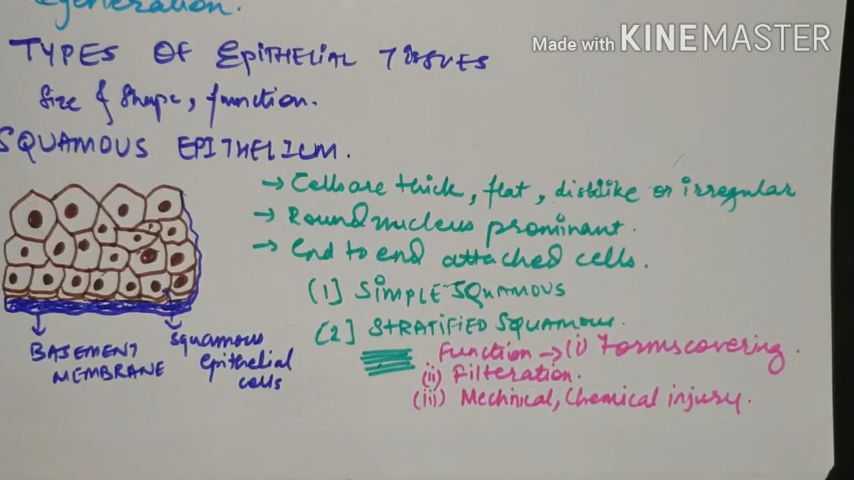 egeneration.
Made with KINEMASTER
TYPES OF EPITHELIAL TISSUES
Size & Shape, function.
SQUAMOUS EPITHELIUM.
→ Cells are thick, flat, disklike or irregular
→ Round nucleus prominant.
→ End to end attached cells.
(1) SIMPLE SQUAMOUS
(2) STRATIFIED SQUAMOUS.
BASEMENT MEMBRANE
Squamous epithelial cells
Function → (i) Forms covering.
(ii) Filteration.
(iii) Mechnical, Chemical injury.